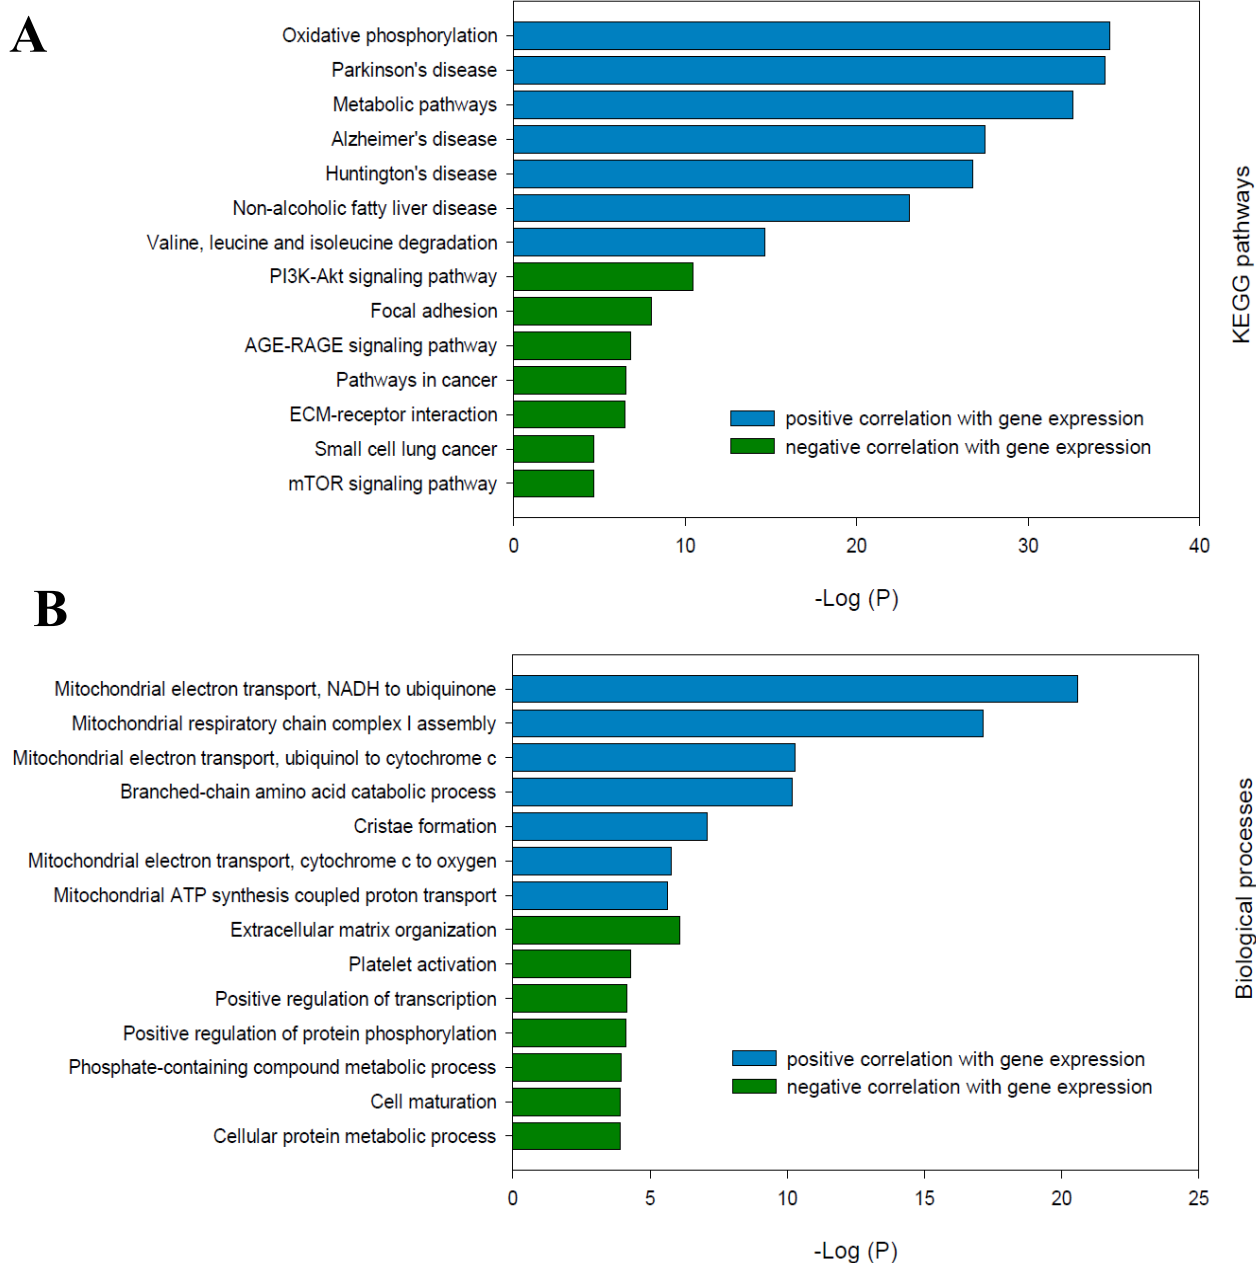 A
Oxidative phosphorylation
Parkinson's disease
Metabolic pathways
Alzheimer's disease
Huntington's disease
Non-alcoholic fatty liver disease
Valine, leucine and isoleucine degradation
PI3K-Akt signaling pathway
Focal adhesion
AGE-RAGE signaling pathway
Pathways in cancer
ECM-receptor interaction
Small cell lung cancer
mTOR signaling pathway
positive correlation with gene expression
negative correlation with gene expression
0 10 20 30 40
-Log (P)
KEGG pathways
B
Mitochondrial electron transport, NADH to ubiquinone
Mitochondrial respiratory chain complex I assembly
Mitochondrial electron transport, ubiquinol to cytochrome c
Branched-chain amino acid catabolic process
Cristae formation
Mitochondrial electron transport, cytochrome c to oxygen
Mitochondrial ATP synthesis coupled proton transport
Extracellular matrix organization
Platelet activation
Positive regulation of transcription
Positive regulation of protein phosphorylation
Phosphate-containing compound metabolic process
Cell maturation
Cellular protein metabolic process
positive correlation with gene expression
negative correlation with gene expression
0 5 10 15 20 25
-Log (P)
Biological processes